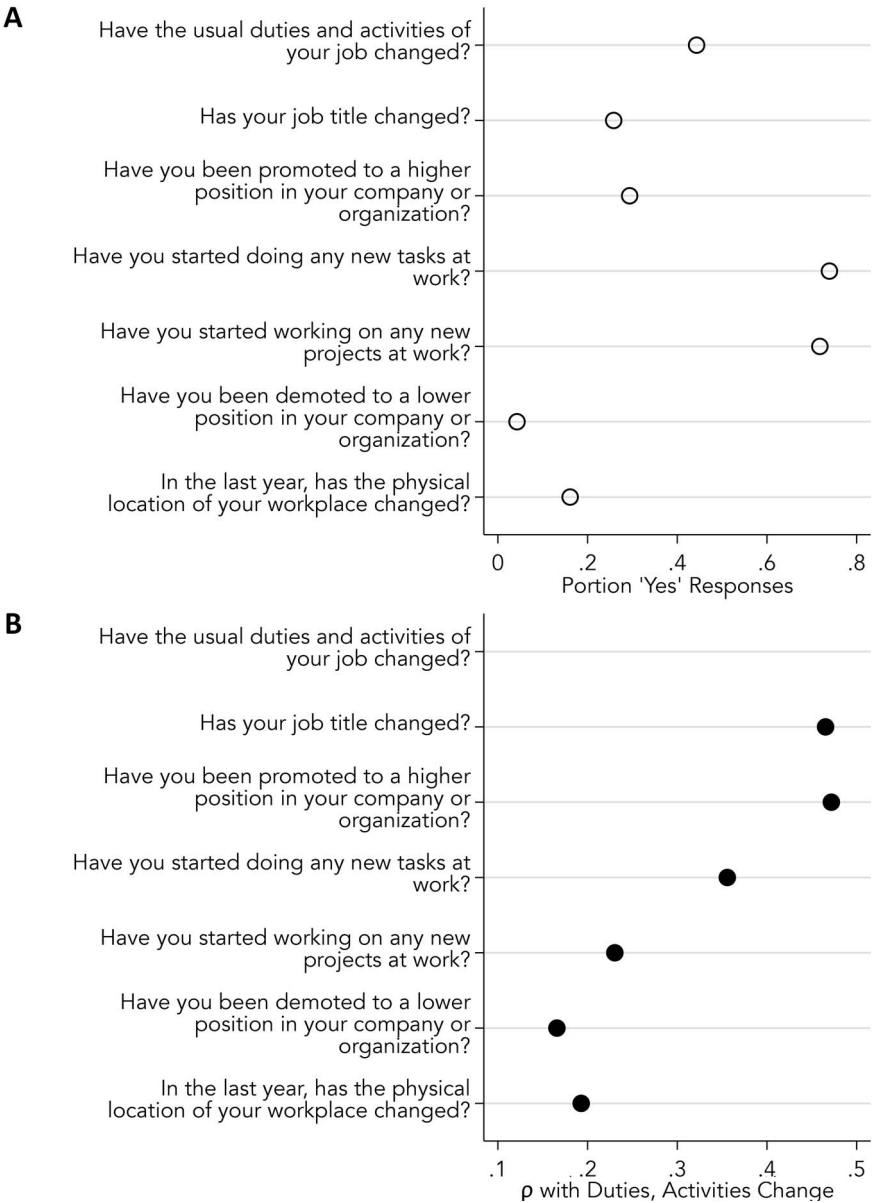 A
Have the usual duties and activities of
your job changed?
Has your job title changed?
Have you been promoted to a higher
position in your company or
organization?
Have you started doing any new tasks at
work?
Have you started working on any new
projects at work?
Have you been demoted to a lower
position in your company or
organization?
In the last year, has the physical
location of your workplace changed?
0 .2 .4 .6 .8
Portion 'Yes' Responses
B
Have the usual duties and activities of
your job changed?
Has your job title changed?
Have you been promoted to a higher
position in your company or
organization?
Have you started doing any new tasks at
work?
Have you started working on any new
projects at work?
Have you been demoted to a lower
position in your company or
organization?
In the last year, has the physical
location of your workplace changed?
.1 .2 .3 .4 .5
ρ with Duties, Activities Change